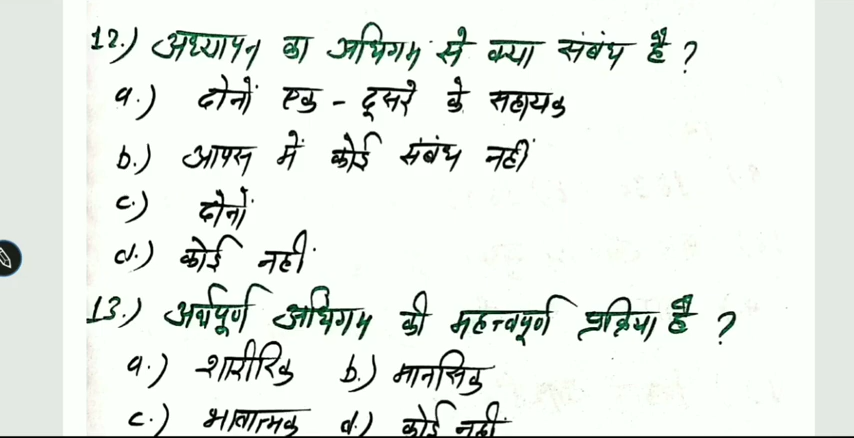 12.) अध्यापन का अधिगम से क्या संबंध है ?
a.) दोनों एक - दूसरे के सहायक
b.) आपस में कोई संबंध नहीं
c.) दोनों
d.) कोई नहीं
13.) अर्थपूर्ण अधिगम की महत्वपूर्ण प्रक्रिया है ?
a.) शारीरिक b.) मानसिक
c.) भावात्मक d.) कोई नहीं